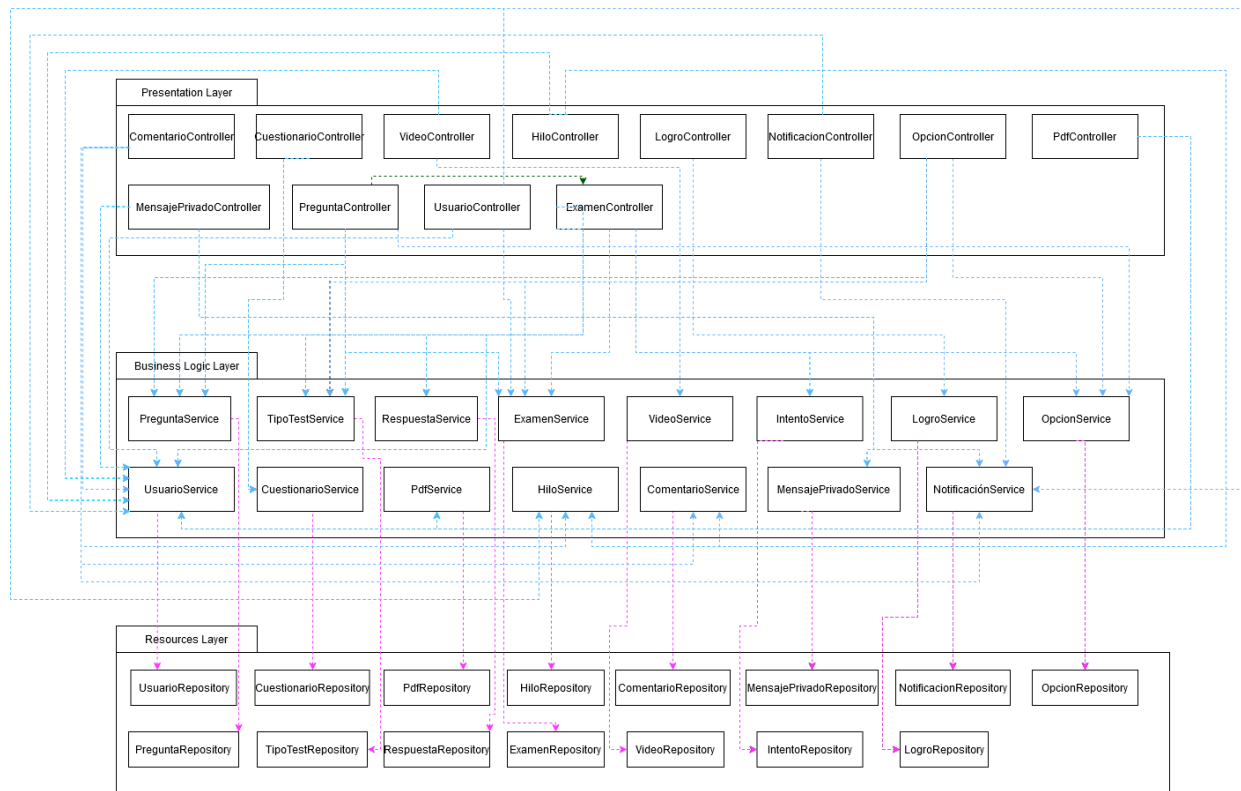 Presentation Layer
ComentarioController
CuestionarioController
VideoController
HiloController
LogroController
NotificacionController
OpcionController
PdfController
MensajePrivadoController
PreguntaController
UsuarioController
ExamenController
Business Logic Layer
PreguntaService
TipoTestService
RespuestaService
ExamenService
VideoService
IntentoService
LogroService
OpcionService
UsuarioService
CuestionarioService
PdfService
HiloService
ComentarioService
MensajePrivadoService
NotificaciónService
Resources Layer
UsuarioRepository
CuestionarioRepository
PdfRepository
HiloRepository
ComentarioRepository
MensajePrivadoRepository
NotificacionRepository
OpcionRepository
PreguntaRepository
TipoTestRepository
RespuestaRepository
ExamenRepository
VideoRepository
IntentoRepository
LogroRepository